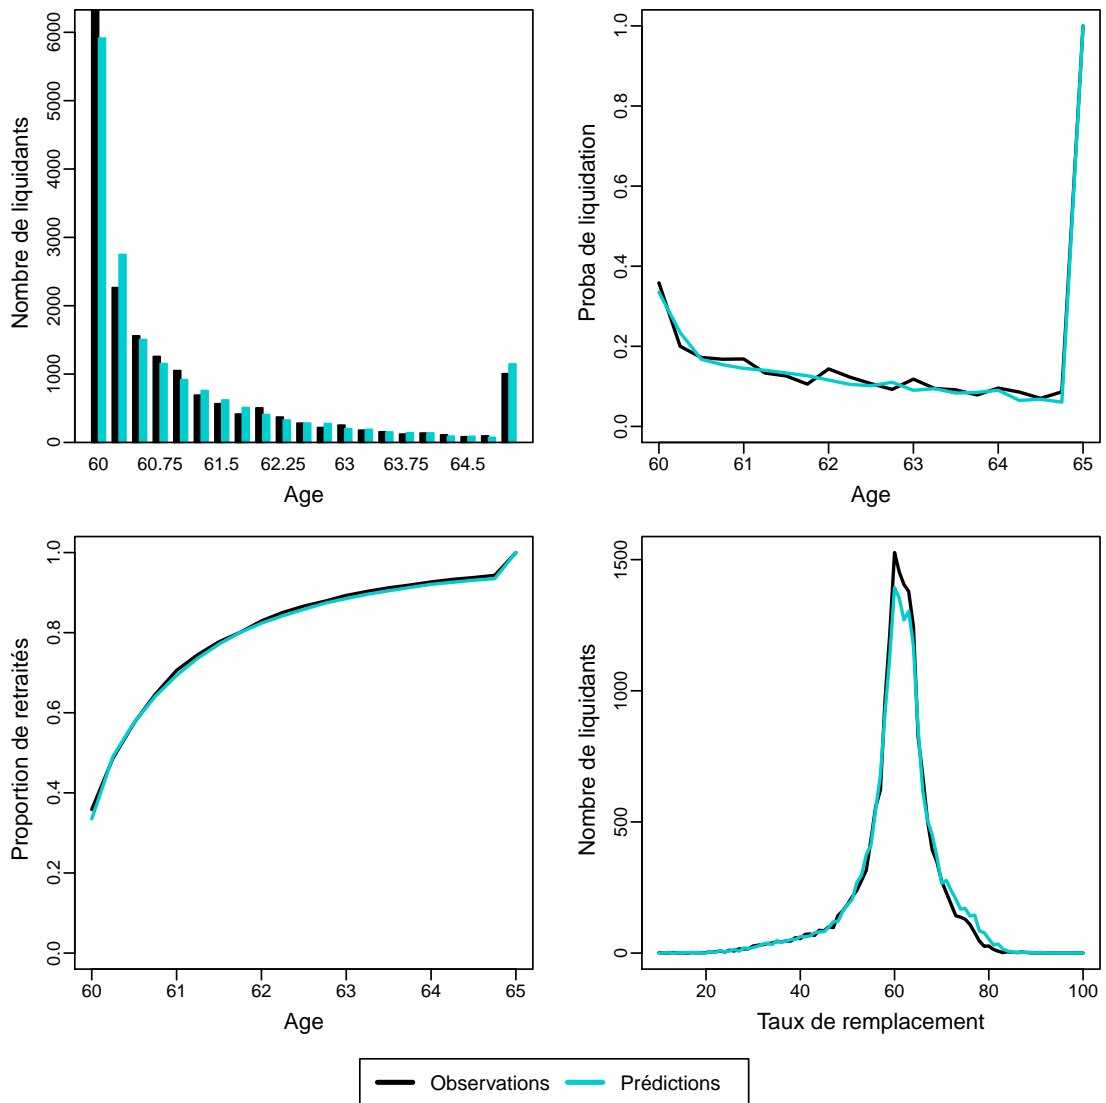 Nombre de liquidants
0 1000 2000 3000 4000 5000 6000
60 60.75 61.5 62.25 63 63.75 64.5
Age
Proba de liquidation
0.0 0.2 0.4 0.6 0.8 1.0
60 61 62 63 64 65
Age
Proportion de retraités
0.0 0.2 0.4 0.6 0.8 1.0
60 61 62 63 64 65
Age
Nombre de liquidants
0 500 1000 1500
20 40 60 80 100
Taux de remplacement
Observations Prédictions